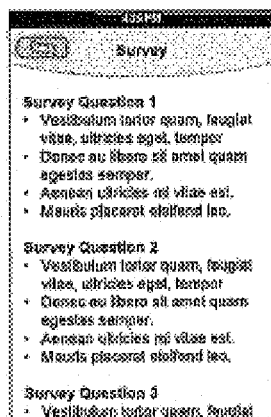 4:35 PM
Survey
Survey Question 1
• Vestibulum tortor quam, feugiat
vitae, ultricies eget, tempor
• Donec eu libero sit amet quam
egestas semper.
• Aenean ultricies mi vitae est.
• Mauris placerat eleifend leo.
Survey Question 2
• Vestibulum tortor quam, feugiat
vitae, ultricies eget, tempor
• Donec eu libero sit amet quam
egestas semper.
• Aenean ultricies mi vitae est.
• Mauris placerat eleifend leo.
Survey Question 3
• Vestibulum tortor quam, feugiat